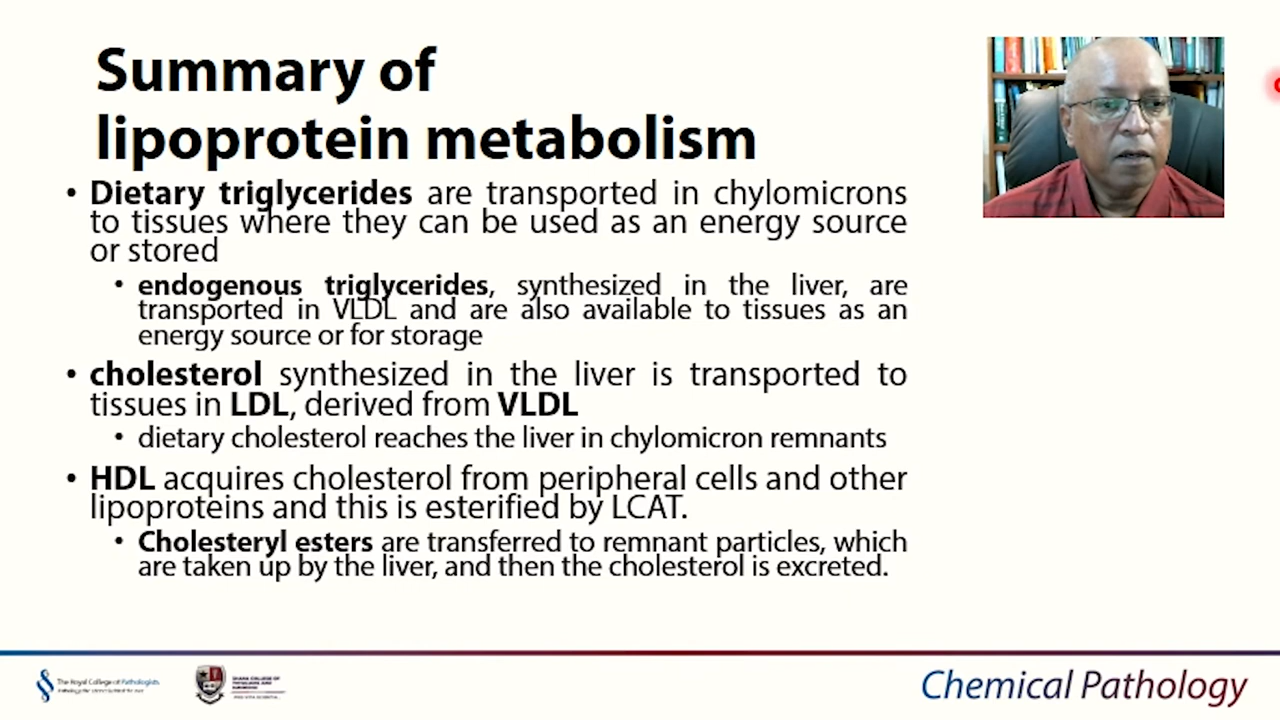 Summary of
lipoprotein metabolism
• Dietary triglycerides are transported in chylomicrons
to tissues where they can be used as an energy source
or stored
• endogenous triglycerides, synthesized in the liver, are
transported in VLDL and are also available to tissues as an
energy source or for storage
• cholesterol synthesized in the liver is transported to
tissues in LDL, derived from VLDL
• dietary cholesterol reaches the liver in chylomicron remnants
• HDL acquires cholesterol from peripheral cells and other
lipoproteins and this is esterified by LCAT.
• Cholesteryl esters are transferred to remnant particles, which
are taken up by the liver, and then the cholesterol is excreted.
The Royal College of Pathologists
Chemical Pathology